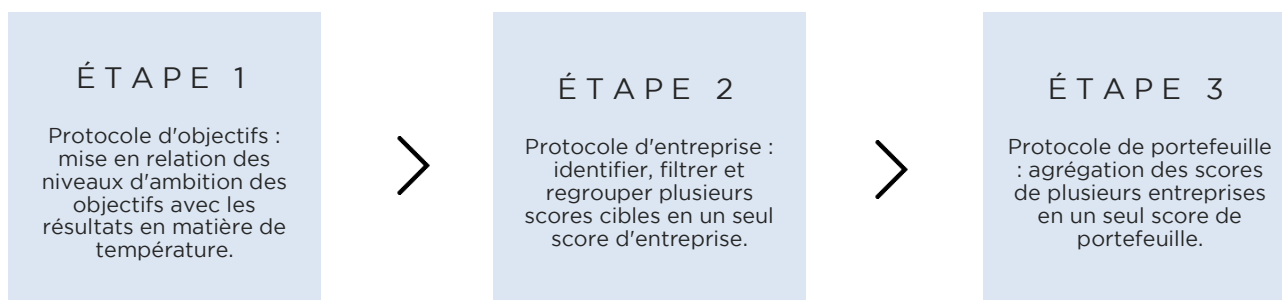 ÉTAPE 1
Protocole d'objectifs :
mise en relation des
niveaux d'ambition des
objectifs avec les
résultats en matière de
température.
ÉTAPE 2
Protocole d'entreprise :
identifier, filtrer et
regrouper plusieurs
scores cibles en un seul
score d'entreprise.
ÉTAPE 3
Protocole de portefeuille
: agrégation des scores
de plusieurs entreprises
en un seul score de
portefeuille.